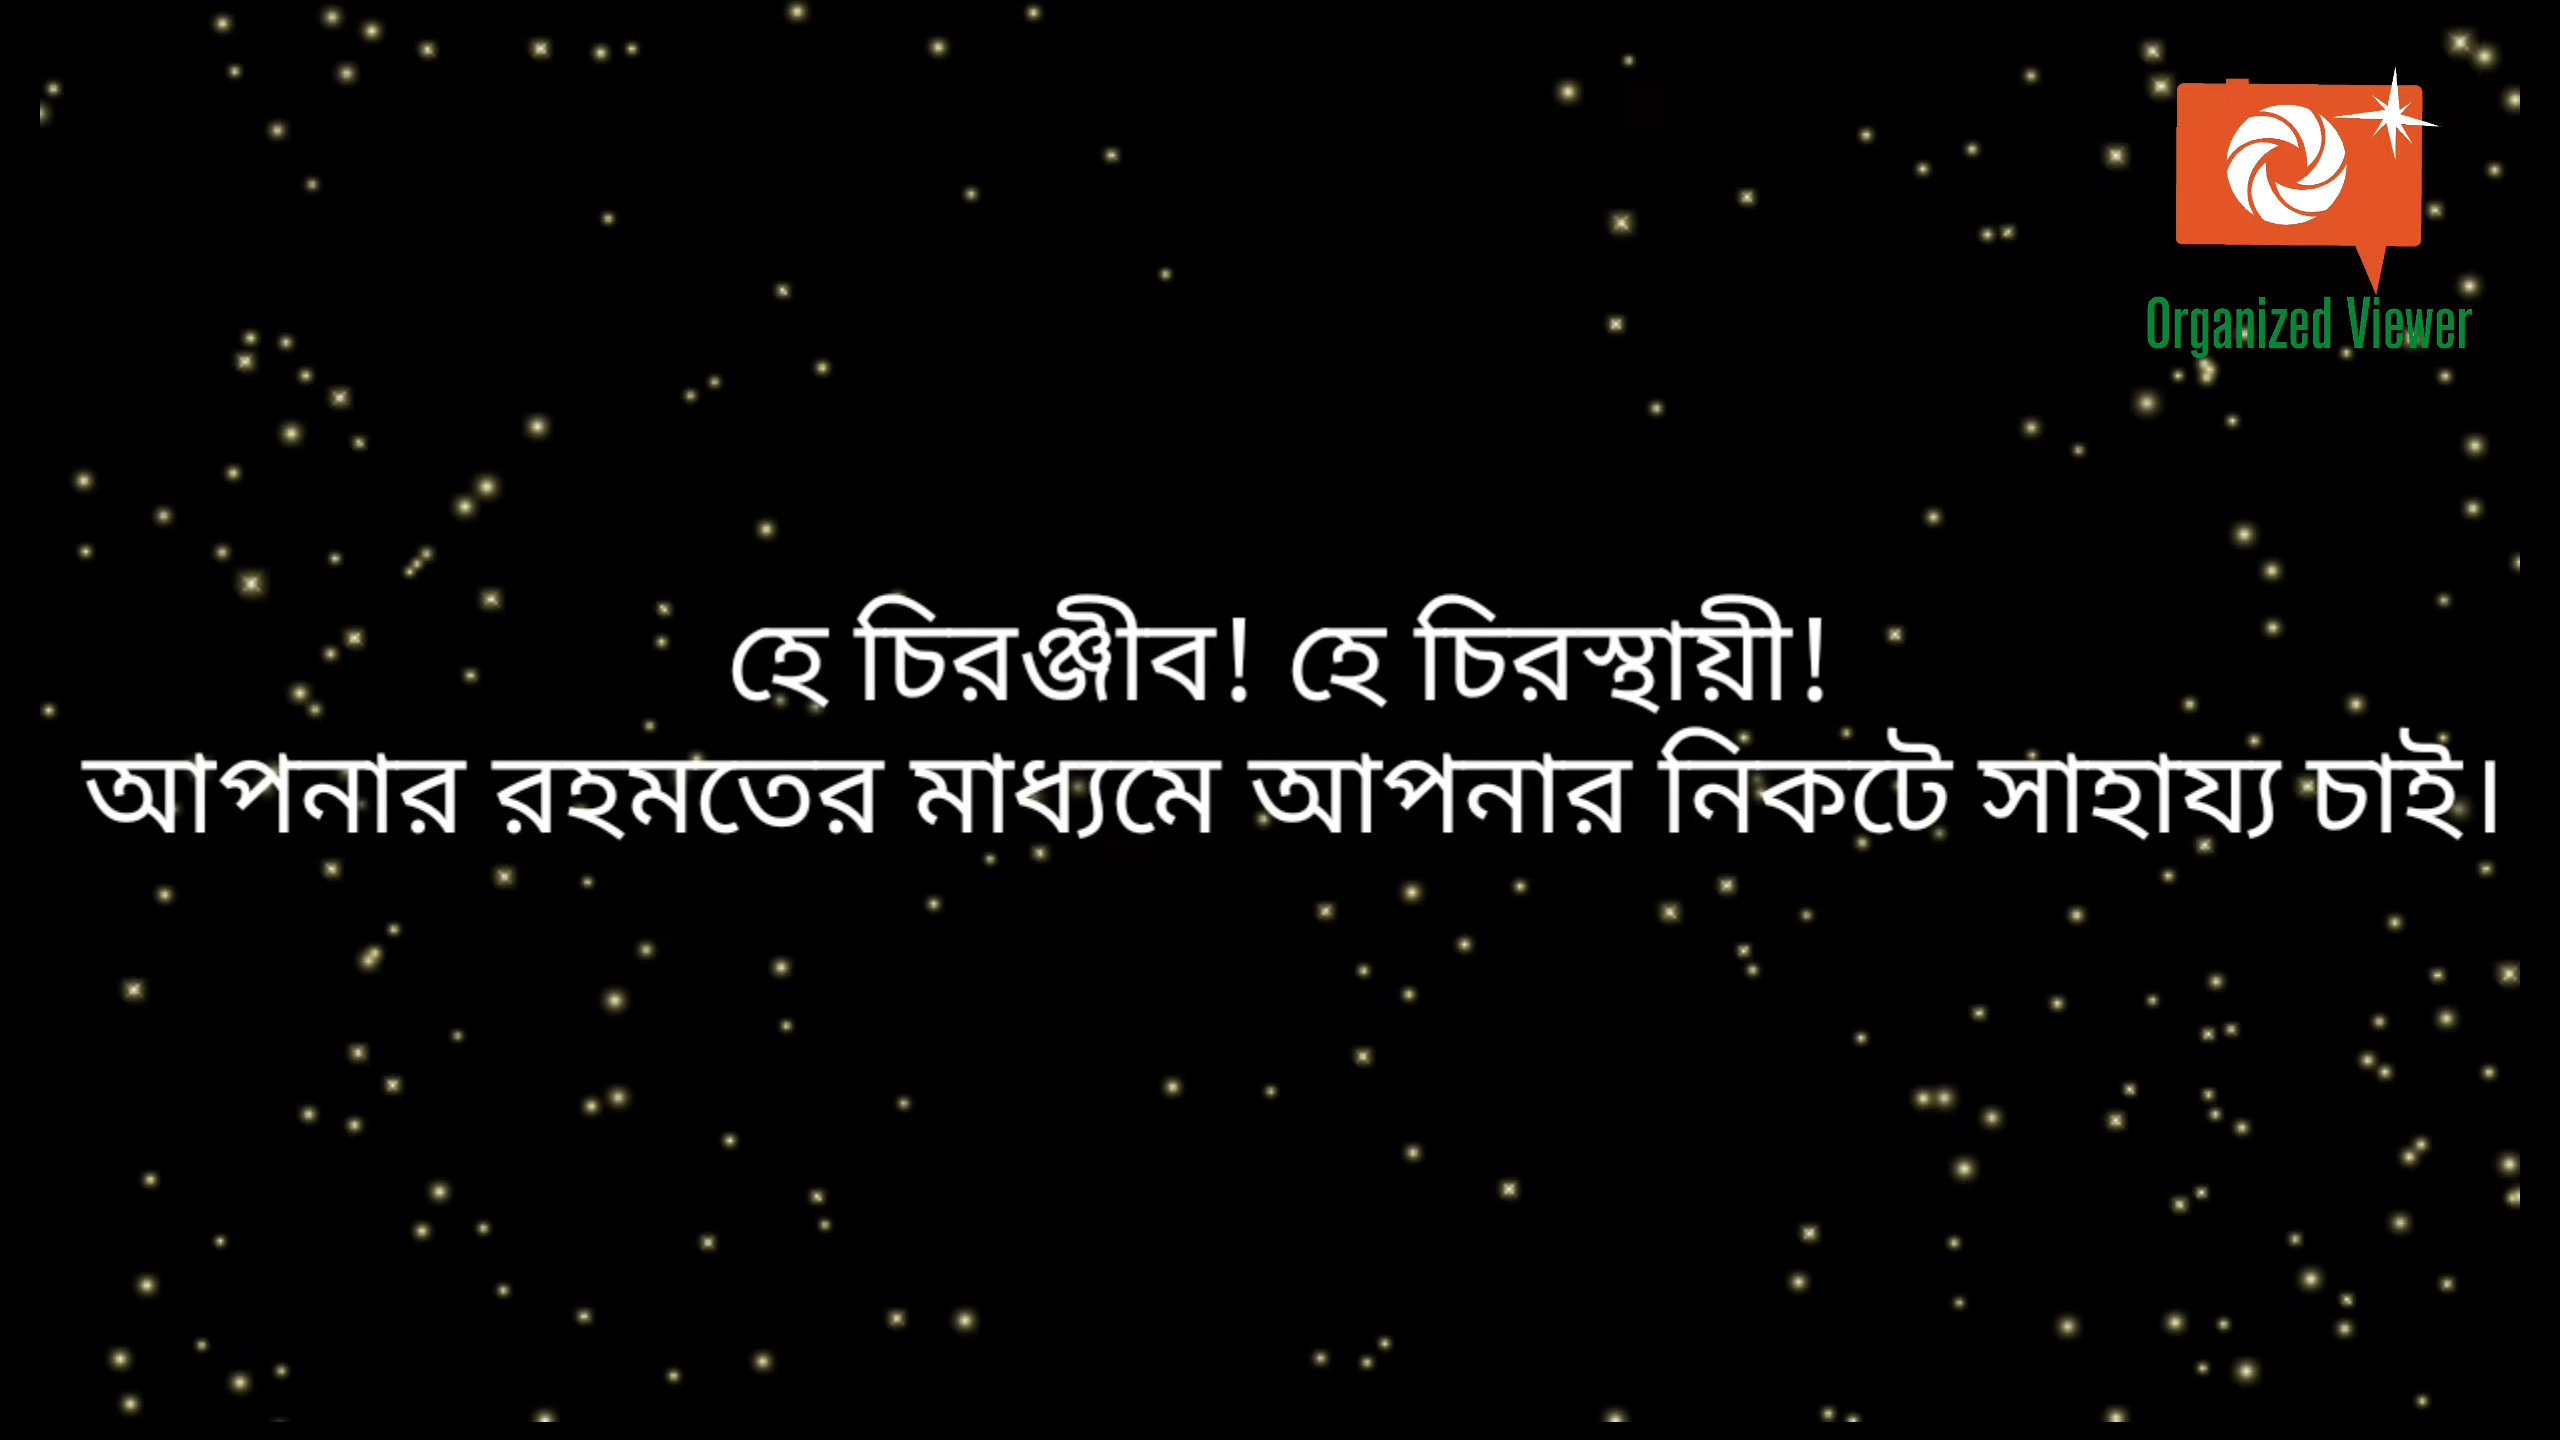 Organized Viewer
হে চিরঞ্জীব! হে চিরস্থায়ী!
আপনার রহমতের মাধ্যমে আপনার নিকটে সাহায্য চাই।